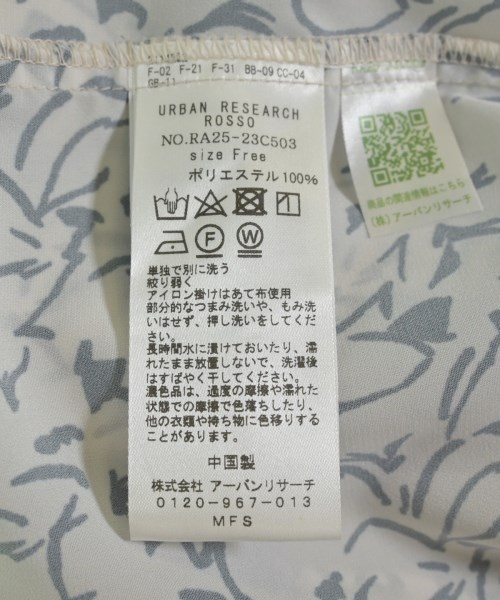 F-02 F-21 F-31 BB-09 CC-04
GB-11
URBAN RESEARCH
ROSSO
NO.RA25-23C503
size Free
ポリエステル100%
F W
単独で別に洗う
絞り弱く
アイロン掛けはあて布使用
部分的なつまみ洗いや、もみ洗
いはせず、押し洗いをしてくだ
さい。
長時間水に漬けておいたり、濡
れたまま放置しないで、洗濯後
はすばやく干してください。
濃色品は、過度の摩擦や濡れた
状態での摩擦で色落ちしたり、
他の衣類や持ち物に色移りする
ことがあります。
中国製
株式会社 アーバンリサーチ
0120-967-013
MFS
商品の関連情報はこちら
(株)アーバンリサーチ